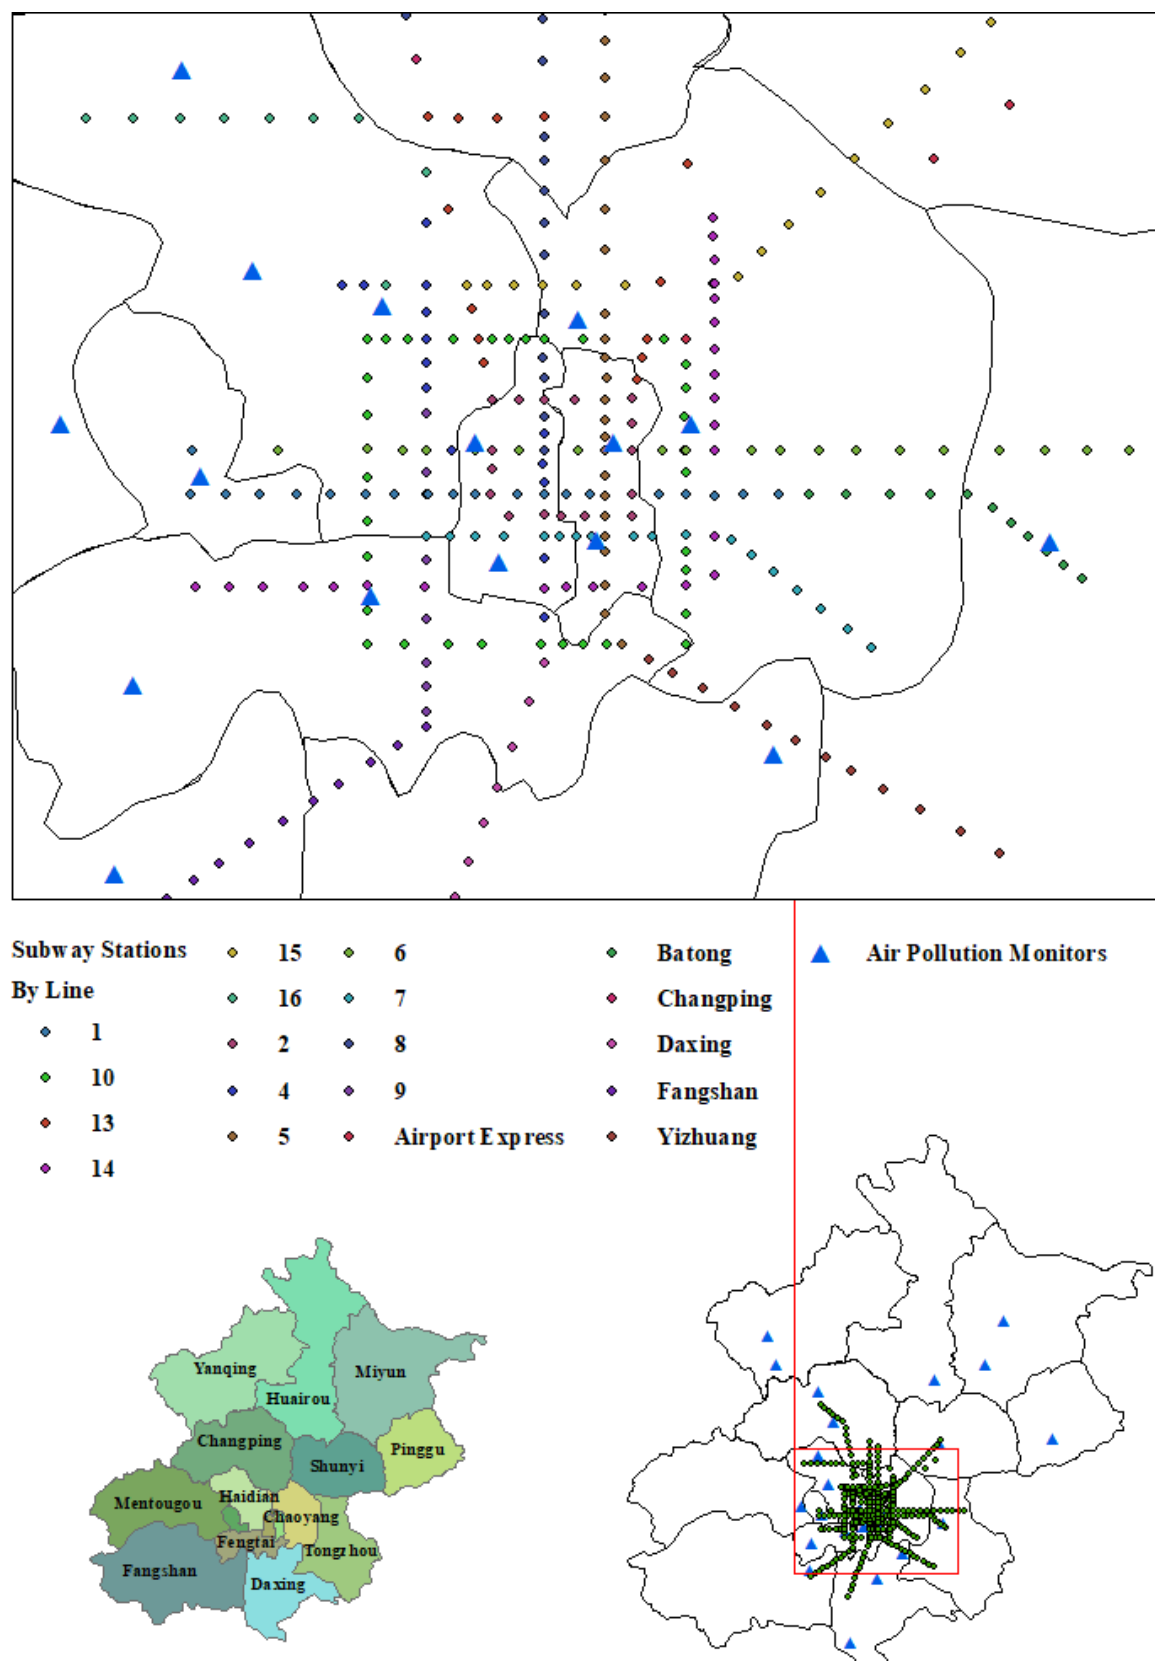 Subway Stations
By Line
1
10
13
14
15
16
2
4
5
6
7
8
9
Airport Express
Batong
Changping
Daxing
Fangshan
Yizhuang
Air Pollution Monitors
Yanqing
Miyun
Huairou
Changping
Pinggu
Shunyi
Mentougou
Haidian
Chaoyang
Fengtai
Tongzhou
Fangshan
Daxing